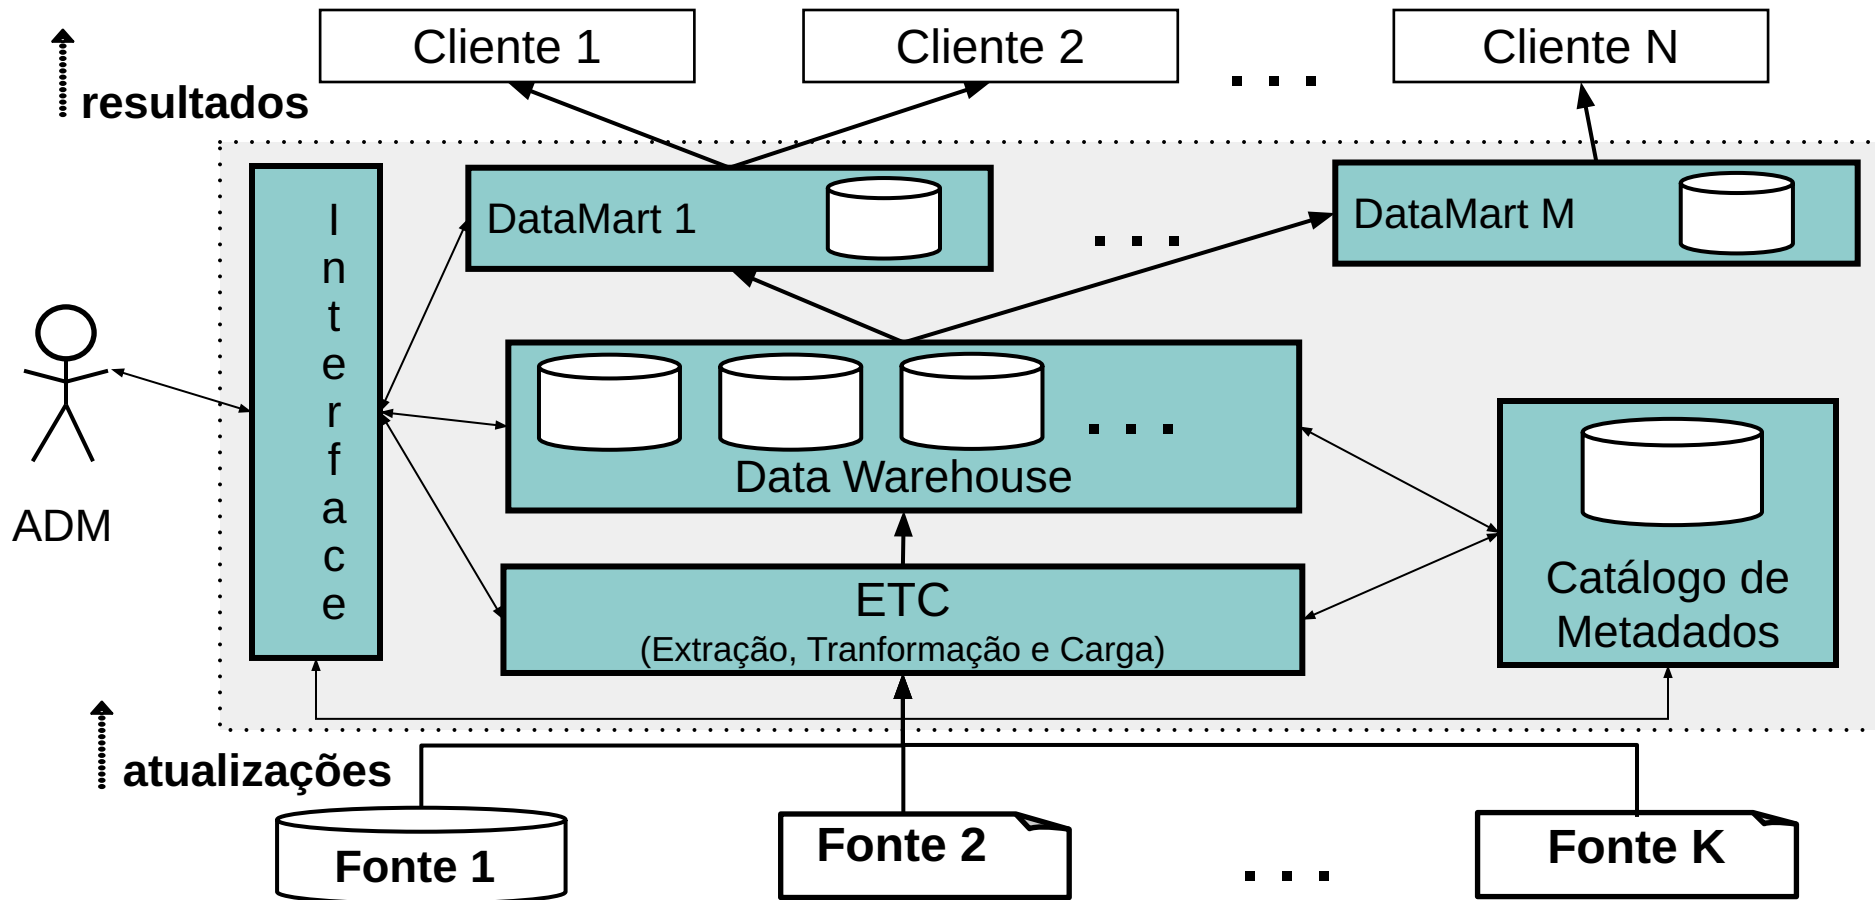 Cliente 1
Cliente 2
. . .
Cliente N
resultados
Interface
DataMart 1
. . .
DataMart M
. . .
Data Warehouse
ADM
ETC
(Extração, Tranformação e Carga)
Catálogo de
Metadados
atualizações
Fonte 1
Fonte 2
. . .
Fonte K